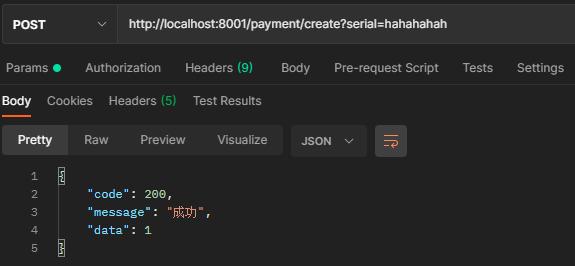 POST http://localhost:8001/payment/create?serial=hahahahah
Params Authorization Headers (9) Body Pre-request Script Tests Settings
Body Cookies Headers (5) Test Results
Pretty Raw Preview Visualize JSON
1 {
2 "code": 200,
3 "message": "成功",
4 "data": 1
5 }